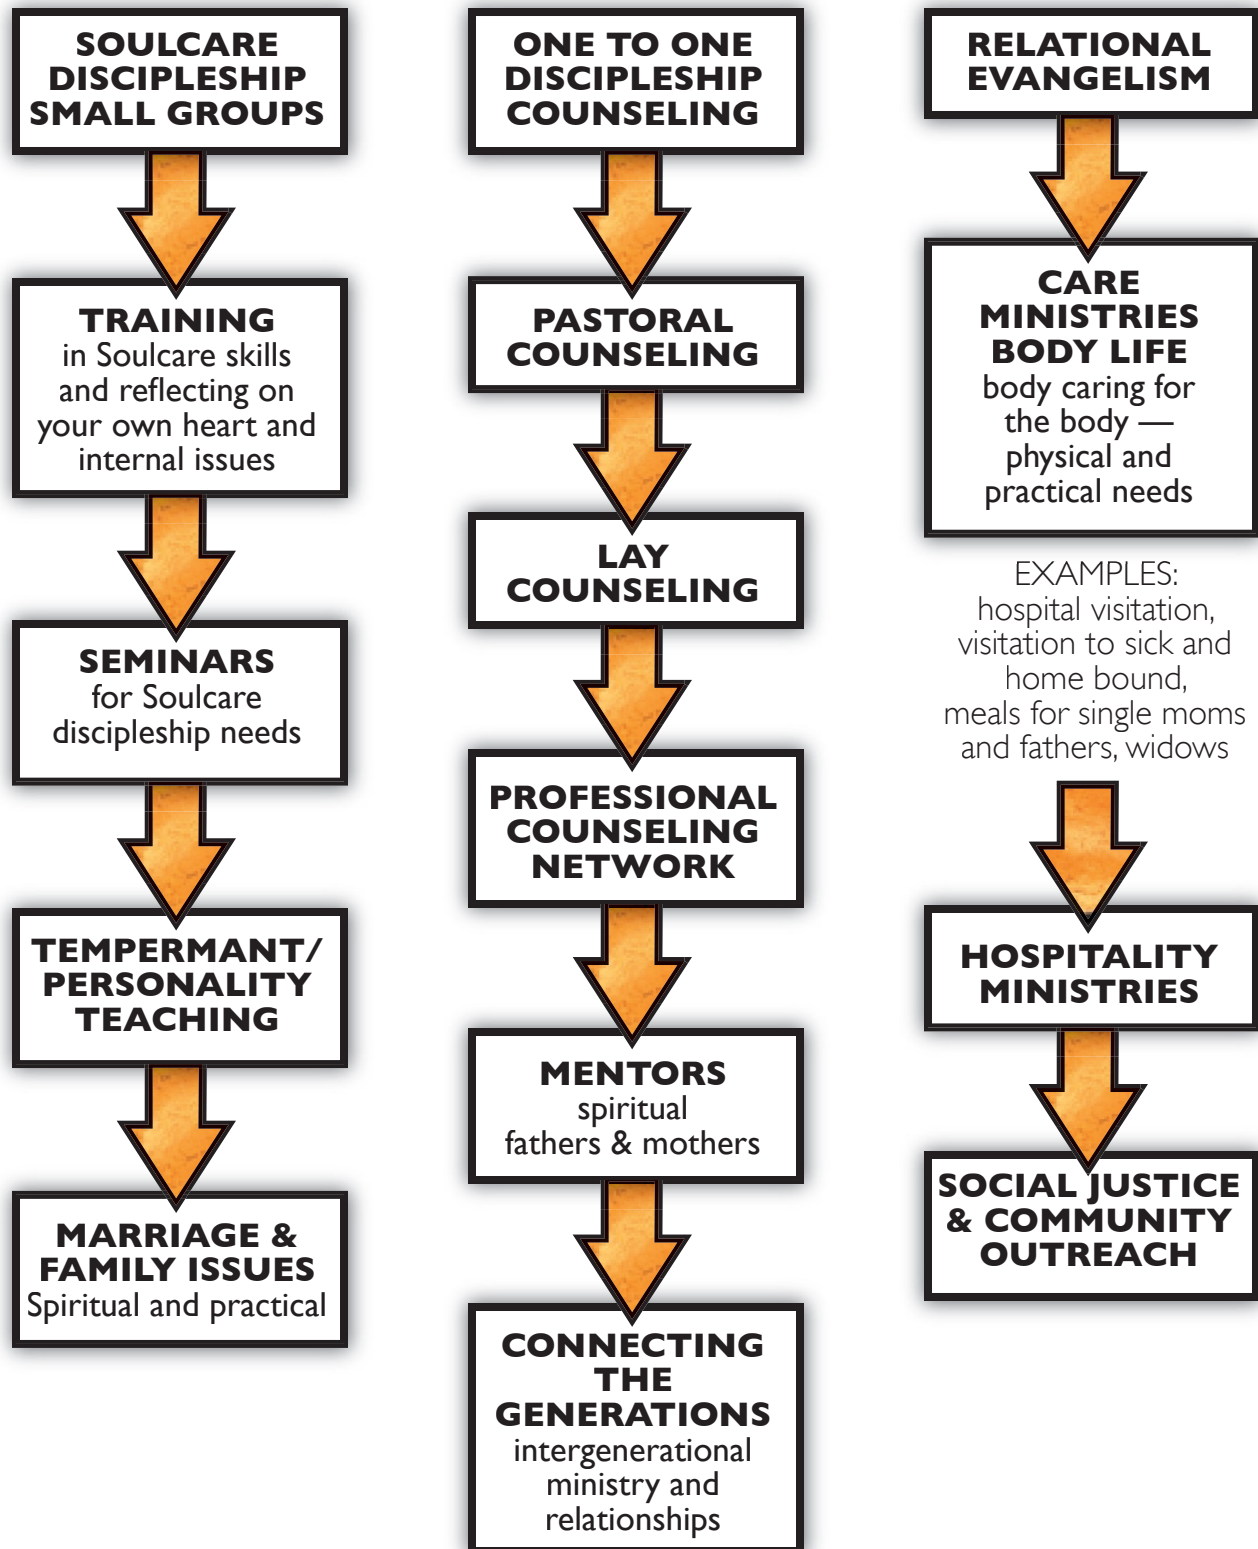 SOULCARE
DISCIPLESHIP
SMALL GROUPS
TRAINING
in Soulcare skills
and reflecting on
your own heart and
internal issues
SEMINARS
for Soulcare
discipleship needs
TEMPERMANT/
PERSONALITY
TEACHING
MARRIAGE &
FAMILY ISSUES
Spiritual and practical
ONE TO ONE
DISCIPLESHIP
COUNSELING
PASTORAL
COUNSELING
LAY
COUNSELING
PROFESSIONAL
COUNSELING
NETWORK
MENTORS
spiritual
fathers & mothers
CONNECTING
THE
GENERATIONS
intergenerational
ministry and
relationships
RELATIONAL
EVANGELISM
CARE
MINISTRIES
BODY LIFE
body caring for
the body —
physical and
practical needs
EXAMPLES:
hospital visitation,
visitation to sick and
home bound,
meals for single moms
and fathers, widows
HOSPITALITY
MINISTRIES
SOCIAL JUSTICE
& COMMUNITY
OUTREACH